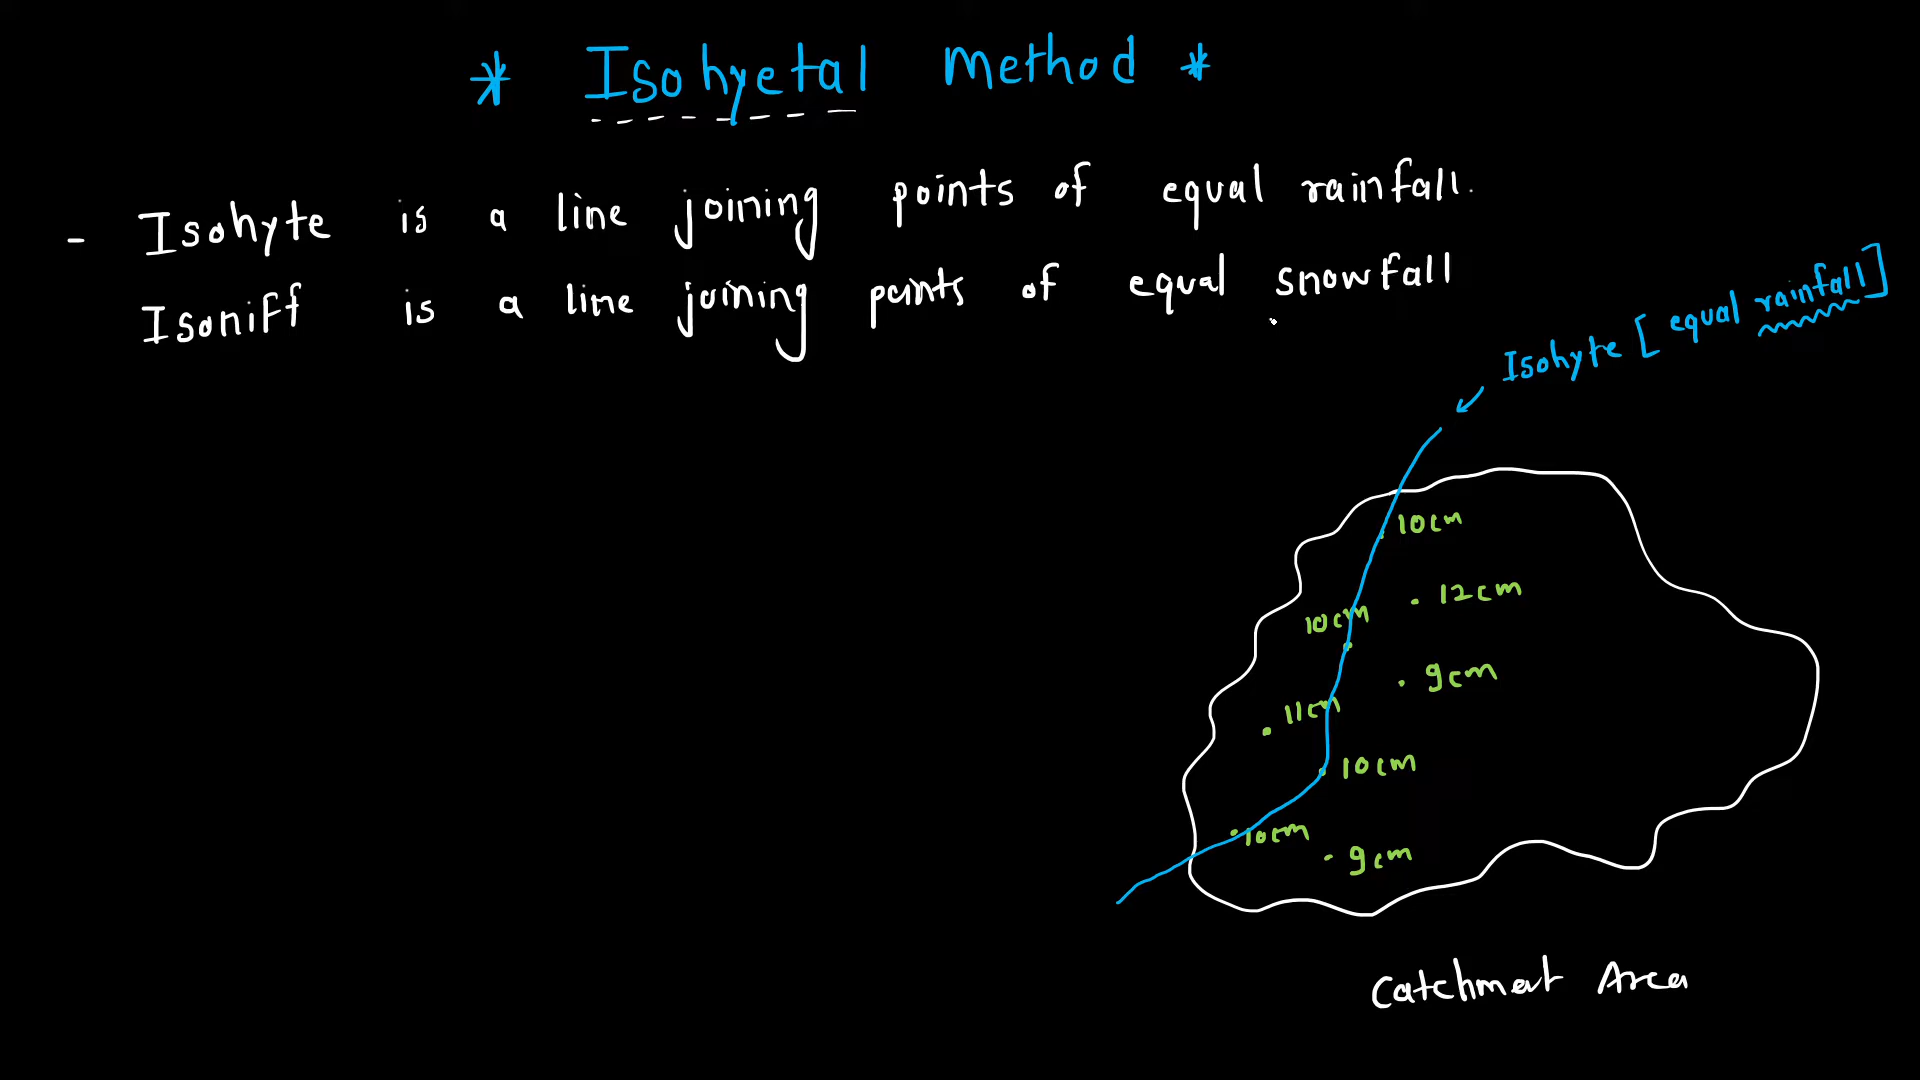 * Isohyetal Method *
- Isohyte is a line joining points of equal rainfall.
Isoniff is a line joining points of equal snowfall
Isohyte [equal rainfall]
10cm
. 12cm
10cm
. 9cm
. 11cm
10cm
.10cm
. 9cm
Catchment Area